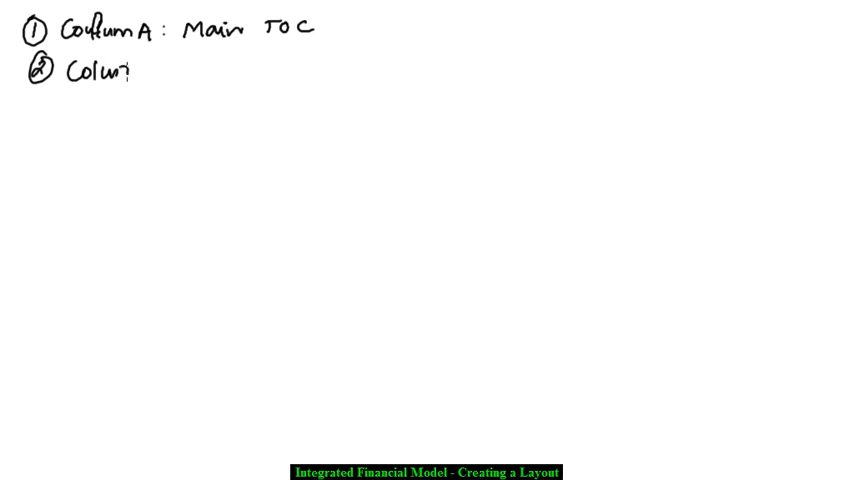 ① Column A: Main TOC
② Colum
Integrated Financial Model - Creating a Layout